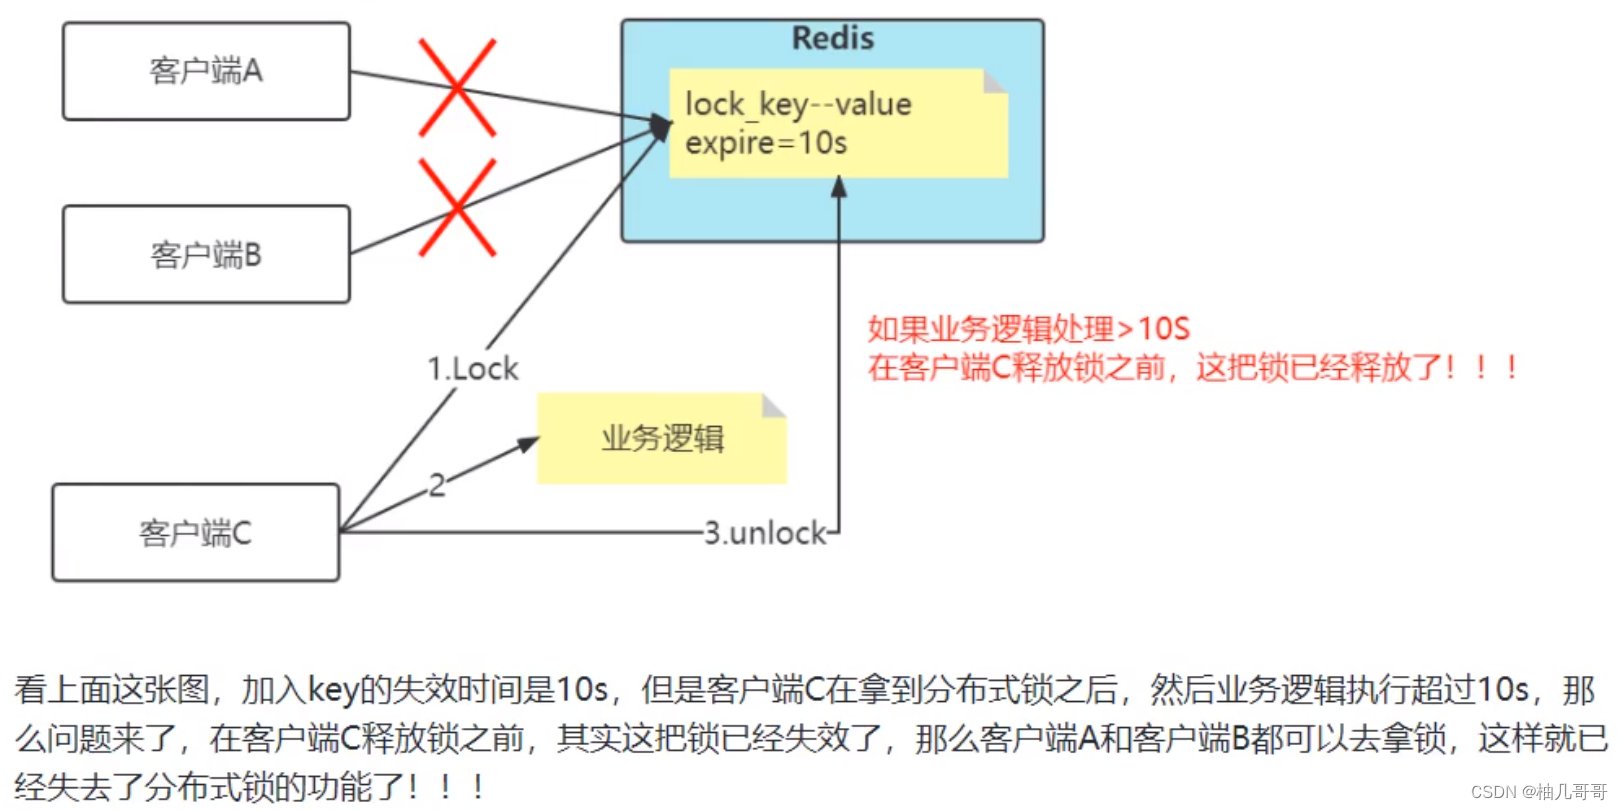 客户端A
Redis
lock_key--value
expire=10s
客户端B
如果业务逻辑处理>10S
在客户端C释放锁之前，这把锁已经释放了！！！
1.Lock
业务逻辑
2
客户端C
3.unlock
看上面这张图，加入key的失效时间是10s，但是客户端C在拿到分布式锁之后，然后业务逻辑执行超过10s，那
么问题来了，在客户端C释放锁之前，其实这把锁已经失效了，那么客户端A和客户端B都可以去拿锁，这样就已
经失去了分布式锁的功能了！！！
CSDN @柚几哥哥